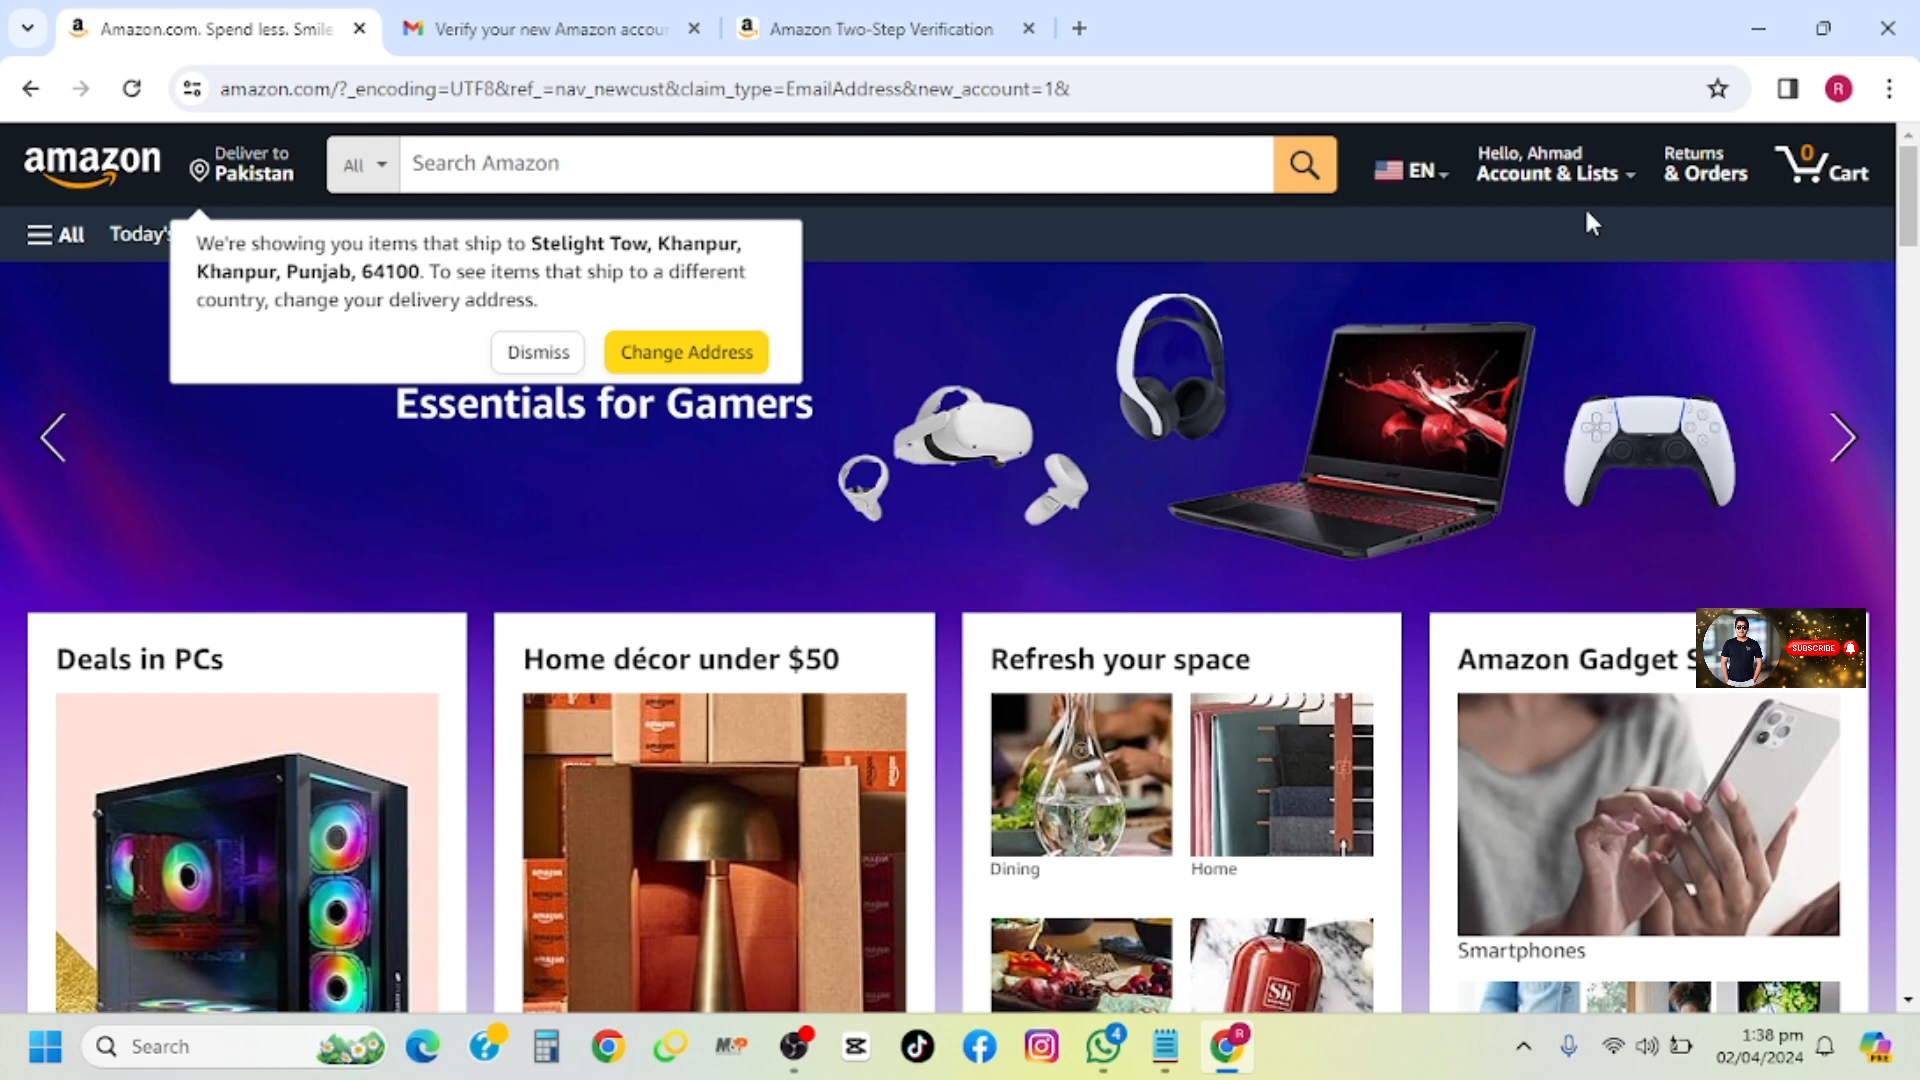 Amazon.com. Spend less. Smile
Verify your new Amazon accou
Amazon Two-Step Verification
amazon.com/?_encoding=UTF8&ref_=nav_newcust&claim_type=EmailAddress&new_account=1&
R
amazon
Deliver to
Pakistan
All
Search Amazon
EN
Hello, Ahmad
Account & Lists
Returns
& Orders
0
Cart
All
Today's
We're showing you items that ship to Stelight Tow, Khanpur,
Khanpur, Punjab, 64100. To see items that ship to a different
country, change your delivery address.
Dismiss
Change Address
Essentials for Gamers
Deals in PCs
Home décor under $50
Refresh your space
Amazon Gadget S
SUBSCRIBE
Dining
Home
Smartphones
Sb
Search
4
R
1:38 pm
02/04/2024
PRE